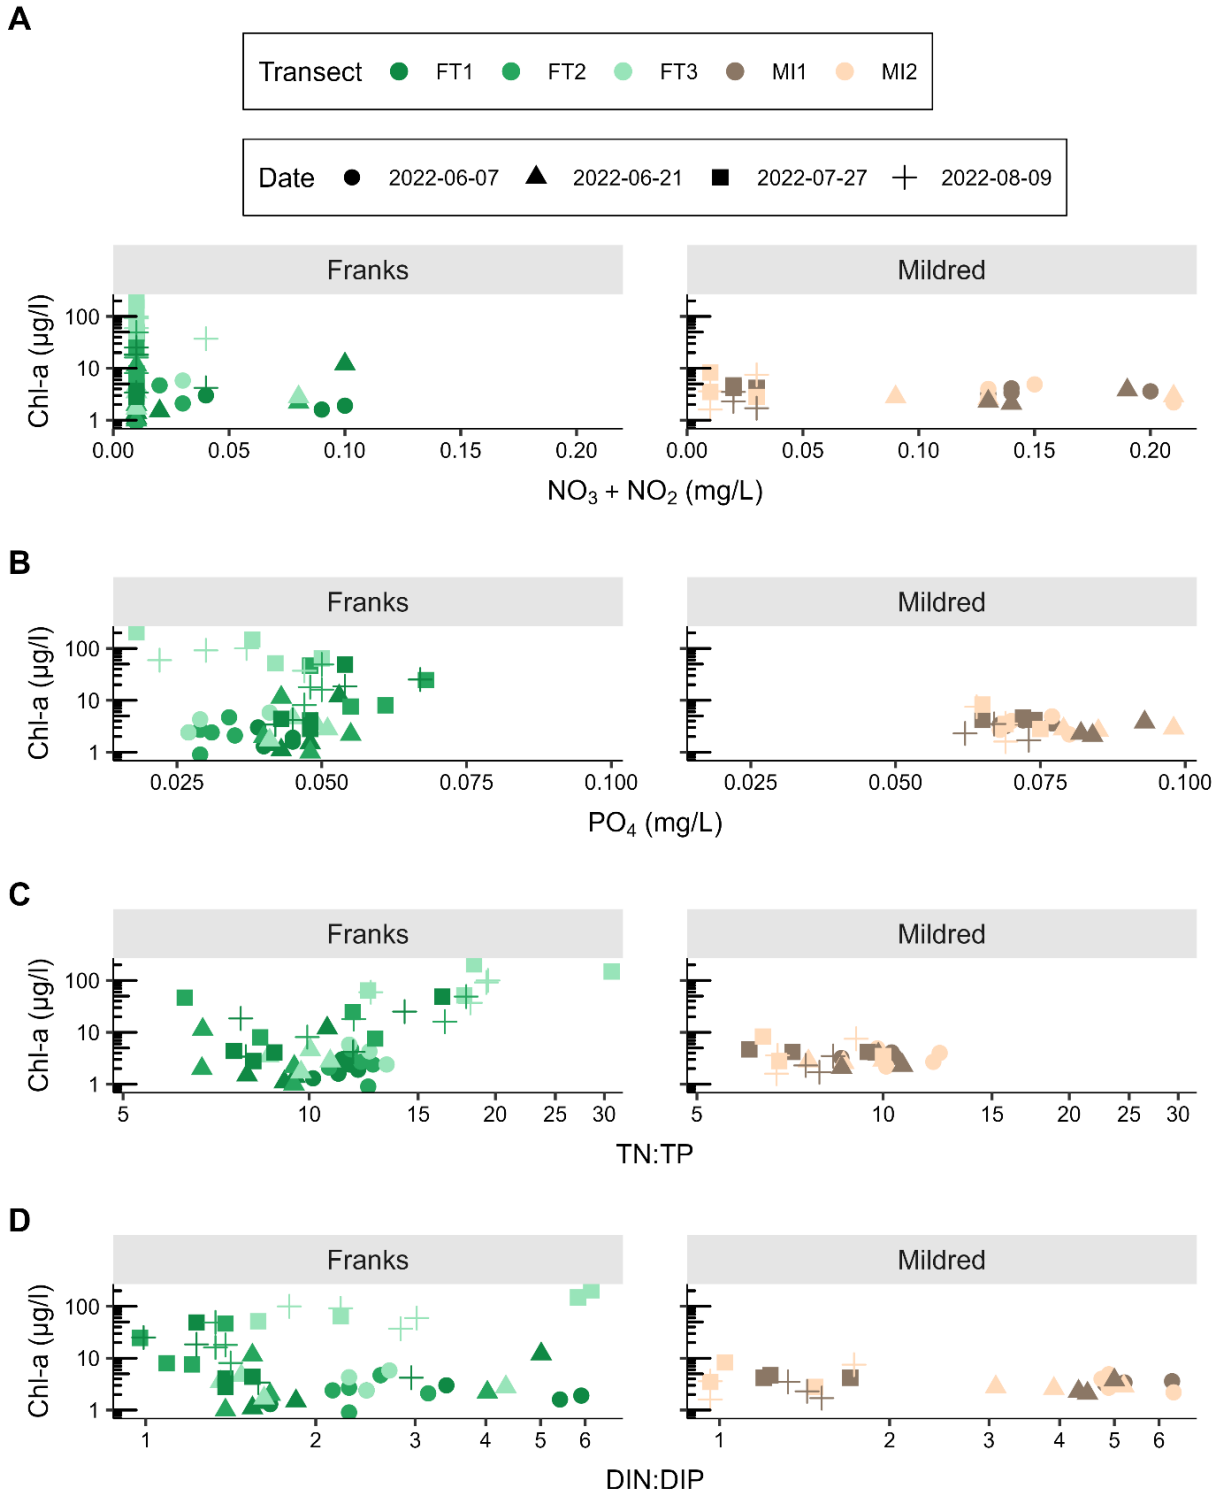 A
Transect FT1 FT2 FT3 MI1 MI2
Date 2022-06-07 2022-06-21 2022-07-27 2022-08-09
Franks Mildred
Chl-a (µg/l)
100
10
1
0.00 0.05 0.10 0.15 0.20 0.00 0.05 0.10 0.15 0.20
NO₃ + NO₂ (mg/L)
B
Franks Mildred
Chl-a (µg/l)
100
10
1
0.025 0.050 0.075 0.100 0.025 0.050 0.075 0.100
PO₄ (mg/L)
C
Franks Mildred
Chl-a (µg/l)
100
10
1
5 10 15 20 25 30 5 10 15 20 25 30
TN:TP
D
Franks Mildred
Chl-a (µg/l)
100
10
1
1 2 3 4 5 6 1 2 3 4 5 6
DIN:DIP